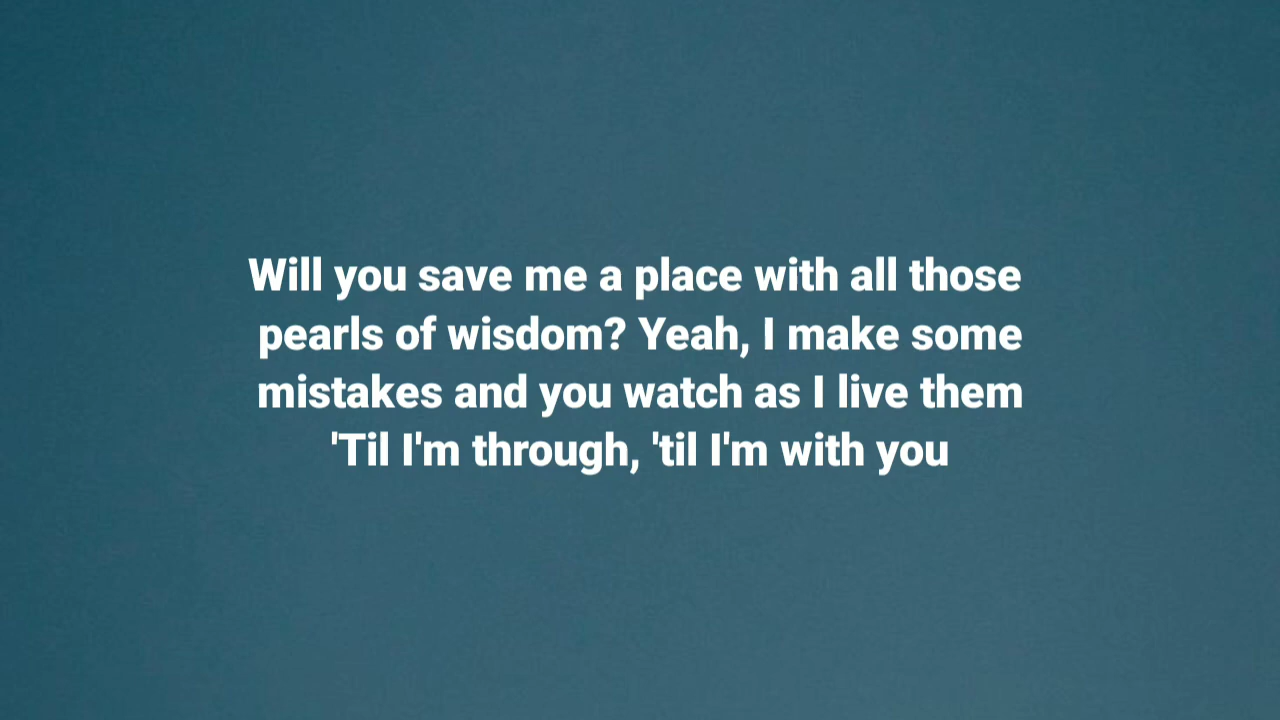 Will you save me a place with all those
pearls of wisdom? Yeah, I make some
mistakes and you watch as I live them
'Til I'm through, 'til I'm with you